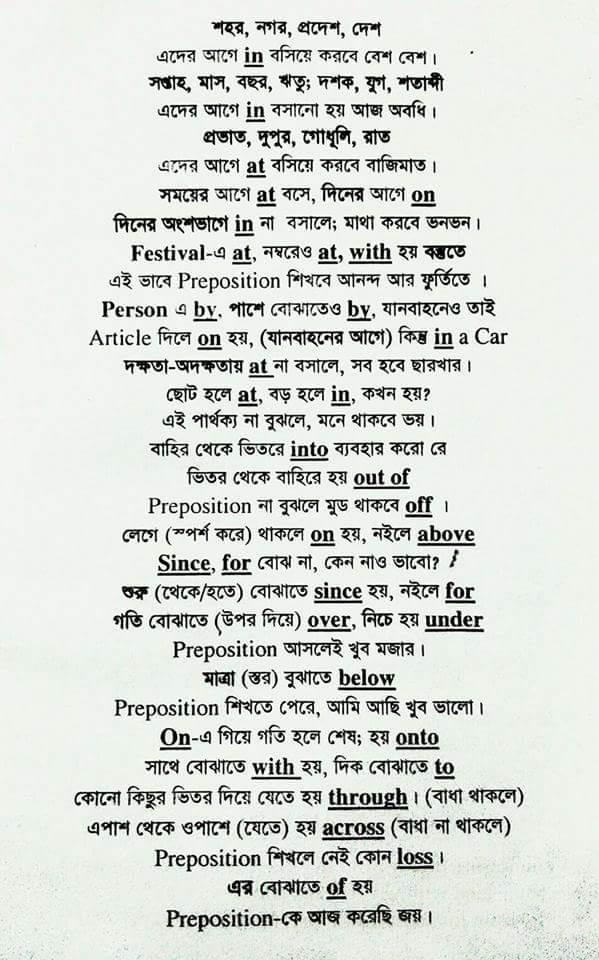 শহর, নগর, প্রদেশ, দেশ
এদের আগে in বসিয়ে করবে বেশ বেশ।
সপ্তাহ, মাস, বছর, ঋতু; দশক, যুগ, শতাব্দী
এদের আগে in বসানো হয় আজ অবধি।
প্রভাত, দুপুর, গোধূলি, রাত
এদের আগে at বসিয়ে করবে বাজিমাত।
সময়ের আগে at বসে, দিনের আগে on
দিনের অংশভাগে in না বসালে; মাথা করবে ভনভন।
Festival-এ at, নম্বরেও at, with হয় বস্তুতে
এই ভাবে Preposition শিখবে আনন্দ আর ফুর্তিতে ।
Person এ by, পাশে বোঝাতেও by, যানবাহনেও তাই
Article দিলে on হয়, (যানবাহনের আগে) কিন্তু in a Car
দক্ষতা-অদক্ষতায় at না বসালে, সব হবে ছারখার।
ছোট হলে at, বড় হলে in, কখন হয়?
এই পার্থক্য না বুঝলে, মনে থাকবে ভয়।
বাহির থেকে ভিতরে into ব্যবহার করো রে
ভিতর থেকে বাহিরে হয় out of
Preposition না বুঝলে মুড থাকবে off ।
লেগে (স্পর্শ করে) থাকলে on হয়, নইলে above
Since, for বোঝ না, কেন নাও ভাবো?
শুরু (থেকে/হতে) বোঝাতে since হয়, নইলে for
গতি বোঝাতে (উপর দিয়ে) over, নিচে হয় under
Preposition আসলেই খুব মজার।
মাত্রা (স্তর) বুঝাতে below
Preposition শিখতে পেরে, আমি আছি খুব ভালো।
On-এ গিয়ে গতি হলে শেষ; হয় onto
সাথে বোঝাতে with হয়, দিক বোঝাতে to
কোনো কিছুর ভিতর দিয়ে যেতে হয় through। (বাধা থাকলে)
এপাশ থেকে ওপাশে (যেতে) হয় across (বাধা না থাকলে)
Preposition শিখলে নেই কোন loss।
এর বোঝাতে of হয়
Preposition-কে আজ করেছি জয়।